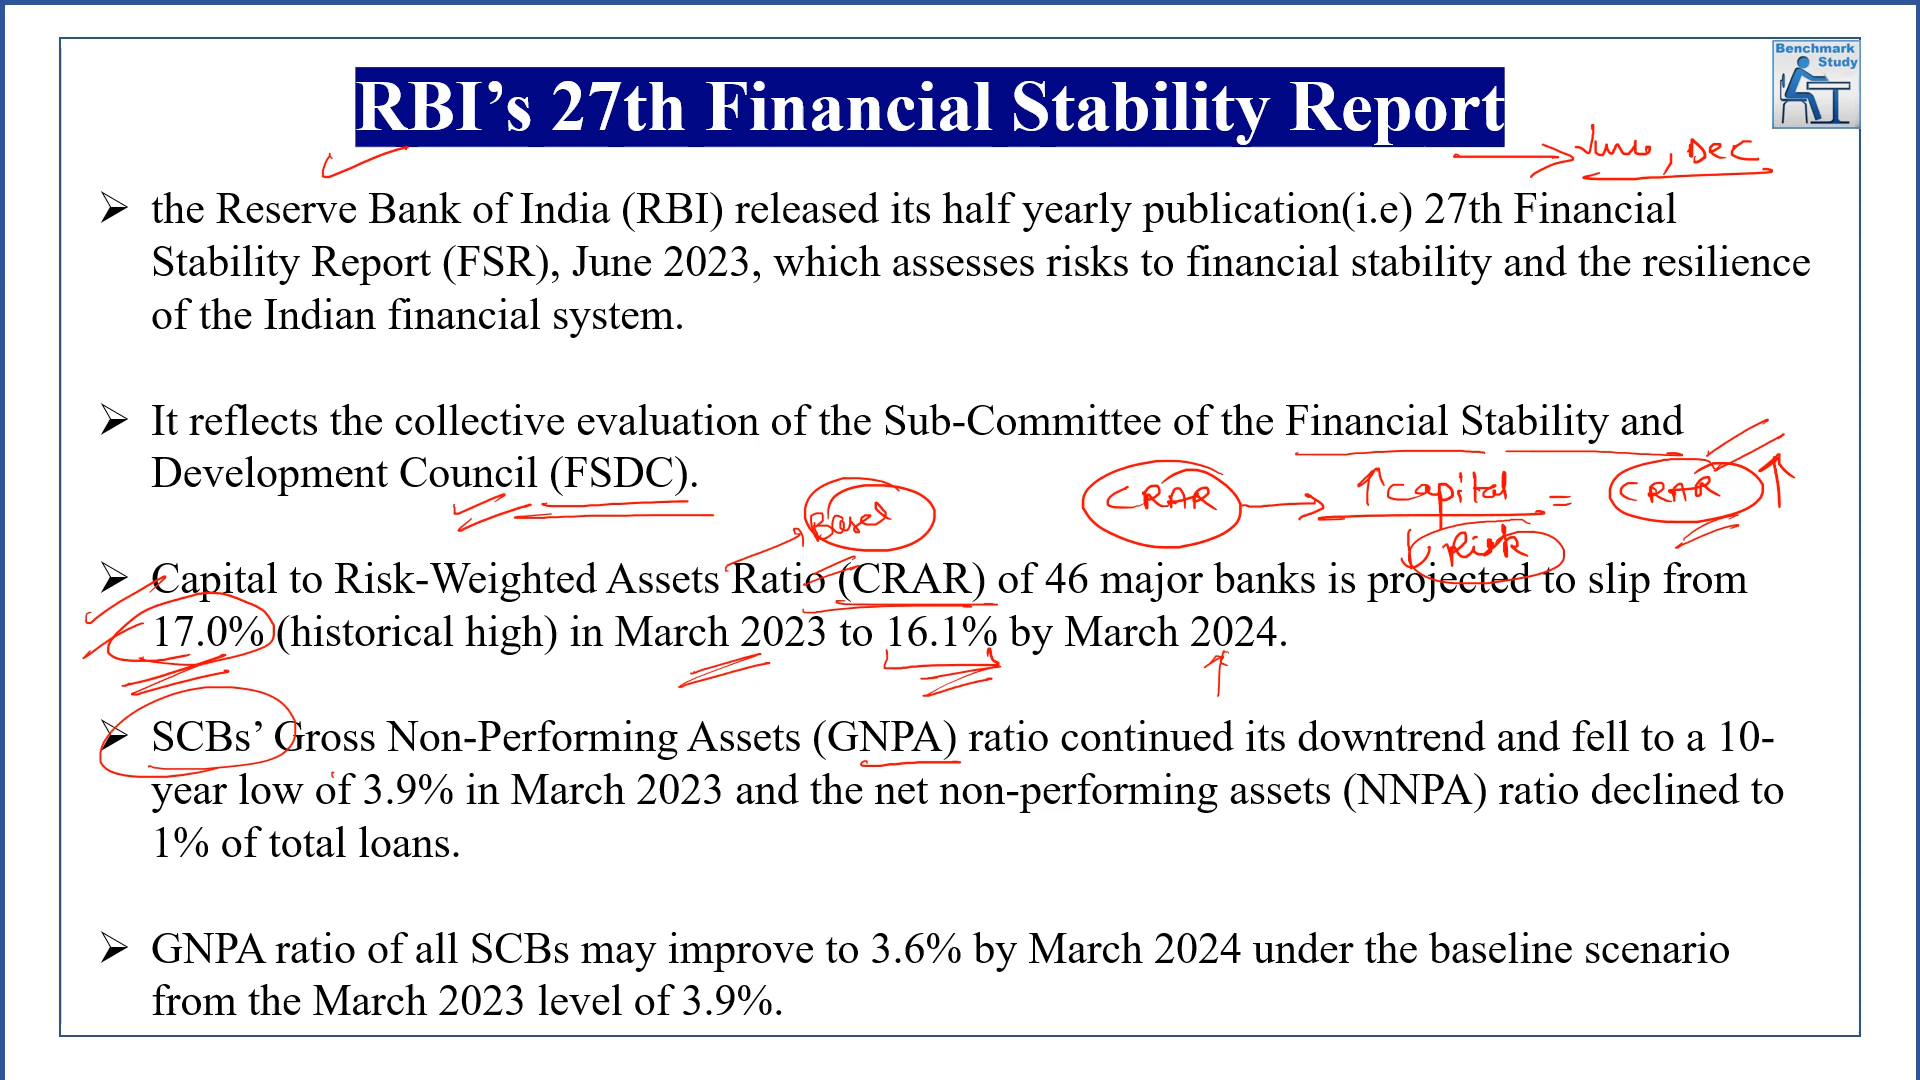 Benchmark
Study
RBI’s 27th Financial Stability Report
June, Dec
➢ the Reserve Bank of India (RBI) released its half yearly publication(i.e) 27th Financial
Stability Report (FSR), June 2023, which assesses risks to financial stability and the resilience
of the Indian financial system.
➢ It reflects the collective evaluation of the Sub-Committee of the Financial Stability and
Development Council (FSDC).
CRAR → ↑ capital = CRAR ↑
Basel
↓ Risk
➢ Capital to Risk-Weighted Assets Ratio (CRAR) of 46 major banks is projected to slip from
17.0% (historical high) in March 2023 to 16.1% by March 2024.
➢ SCBs’ Gross Non-Performing Assets (GNPA) ratio continued its downtrend and fell to a 10-
year low of 3.9% in March 2023 and the net non-performing assets (NNPA) ratio declined to
1% of total loans.
➢ GNPA ratio of all SCBs may improve to 3.6% by March 2024 under the baseline scenario
from the March 2023 level of 3.9%.